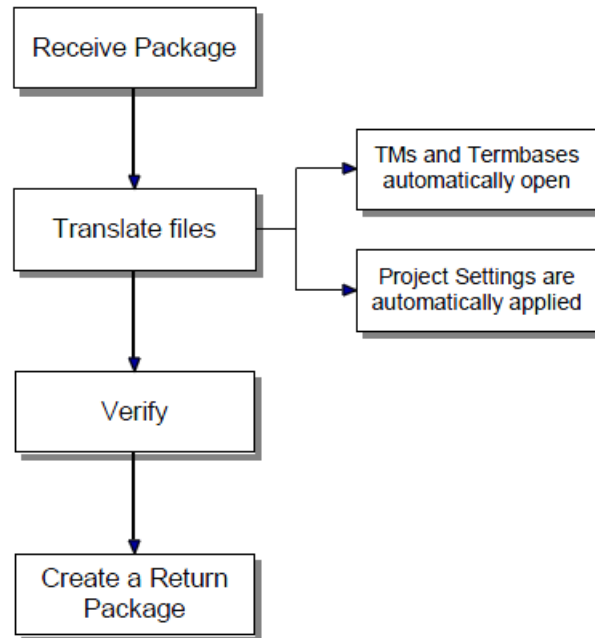 Receive Package
TMs and Termbases
automatically open
Translate files
Project Settings are
automatically applied
Verify
Create a Return
Package